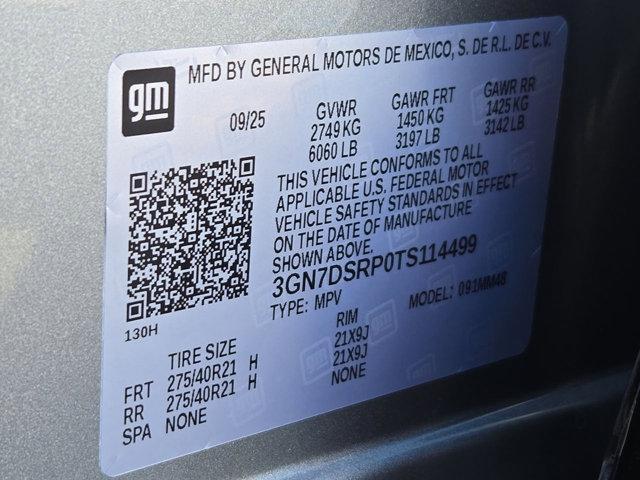 gm
MFD BY GENERAL MOTORS DE MEXICO, S. DE R.L. DE C.V.
09/25 GVWR GAWR FRT GAWR RR
2749 KG 1450 KG 1425 KG
6060 LB 3197 LB 3142 LB
THIS VEHICLE CONFORMS TO ALL
APPLICABLE U.S. FEDERAL MOTOR
VEHICLE SAFETY STANDARDS IN EFFECT
ON THE DATE OF MANUFACTURE
SHOWN ABOVE.
3GN7DSRP0TS114499
TYPE: MPV MODEL: 091MM48
130H
TIRE SIZE RIM
FRT 275/40R21 H 21X9J
RR 275/40R21 H 21X9J
SPA NONE NONE